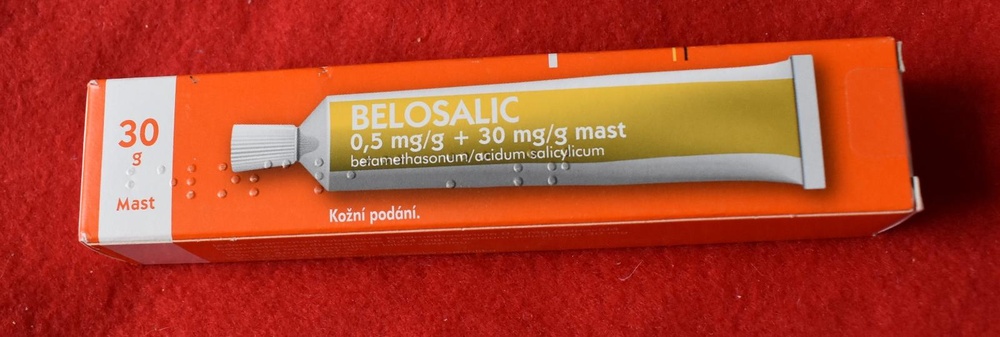 30
g
Mast
BELOSALIC
0,5 mg/g + 30 mg/g mast
betamethasonum/acidum salicylicum
Kožní podání.